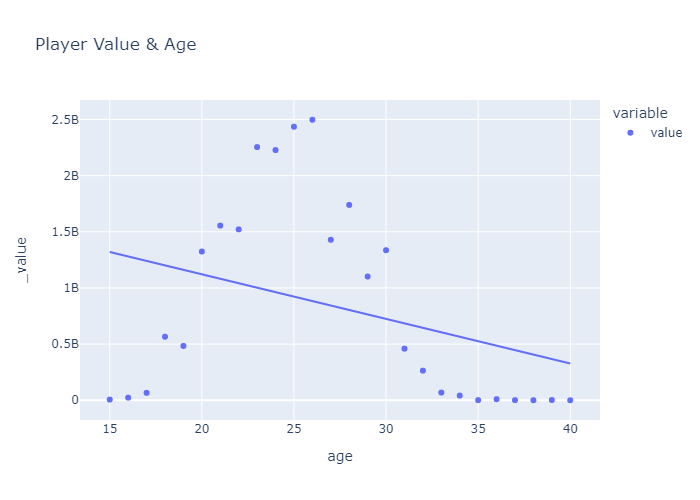 Player Value & Age
variable
value
2.5B
2B
1.5B
1B
0.5B
0
_value
15 20 25 30 35 40
age